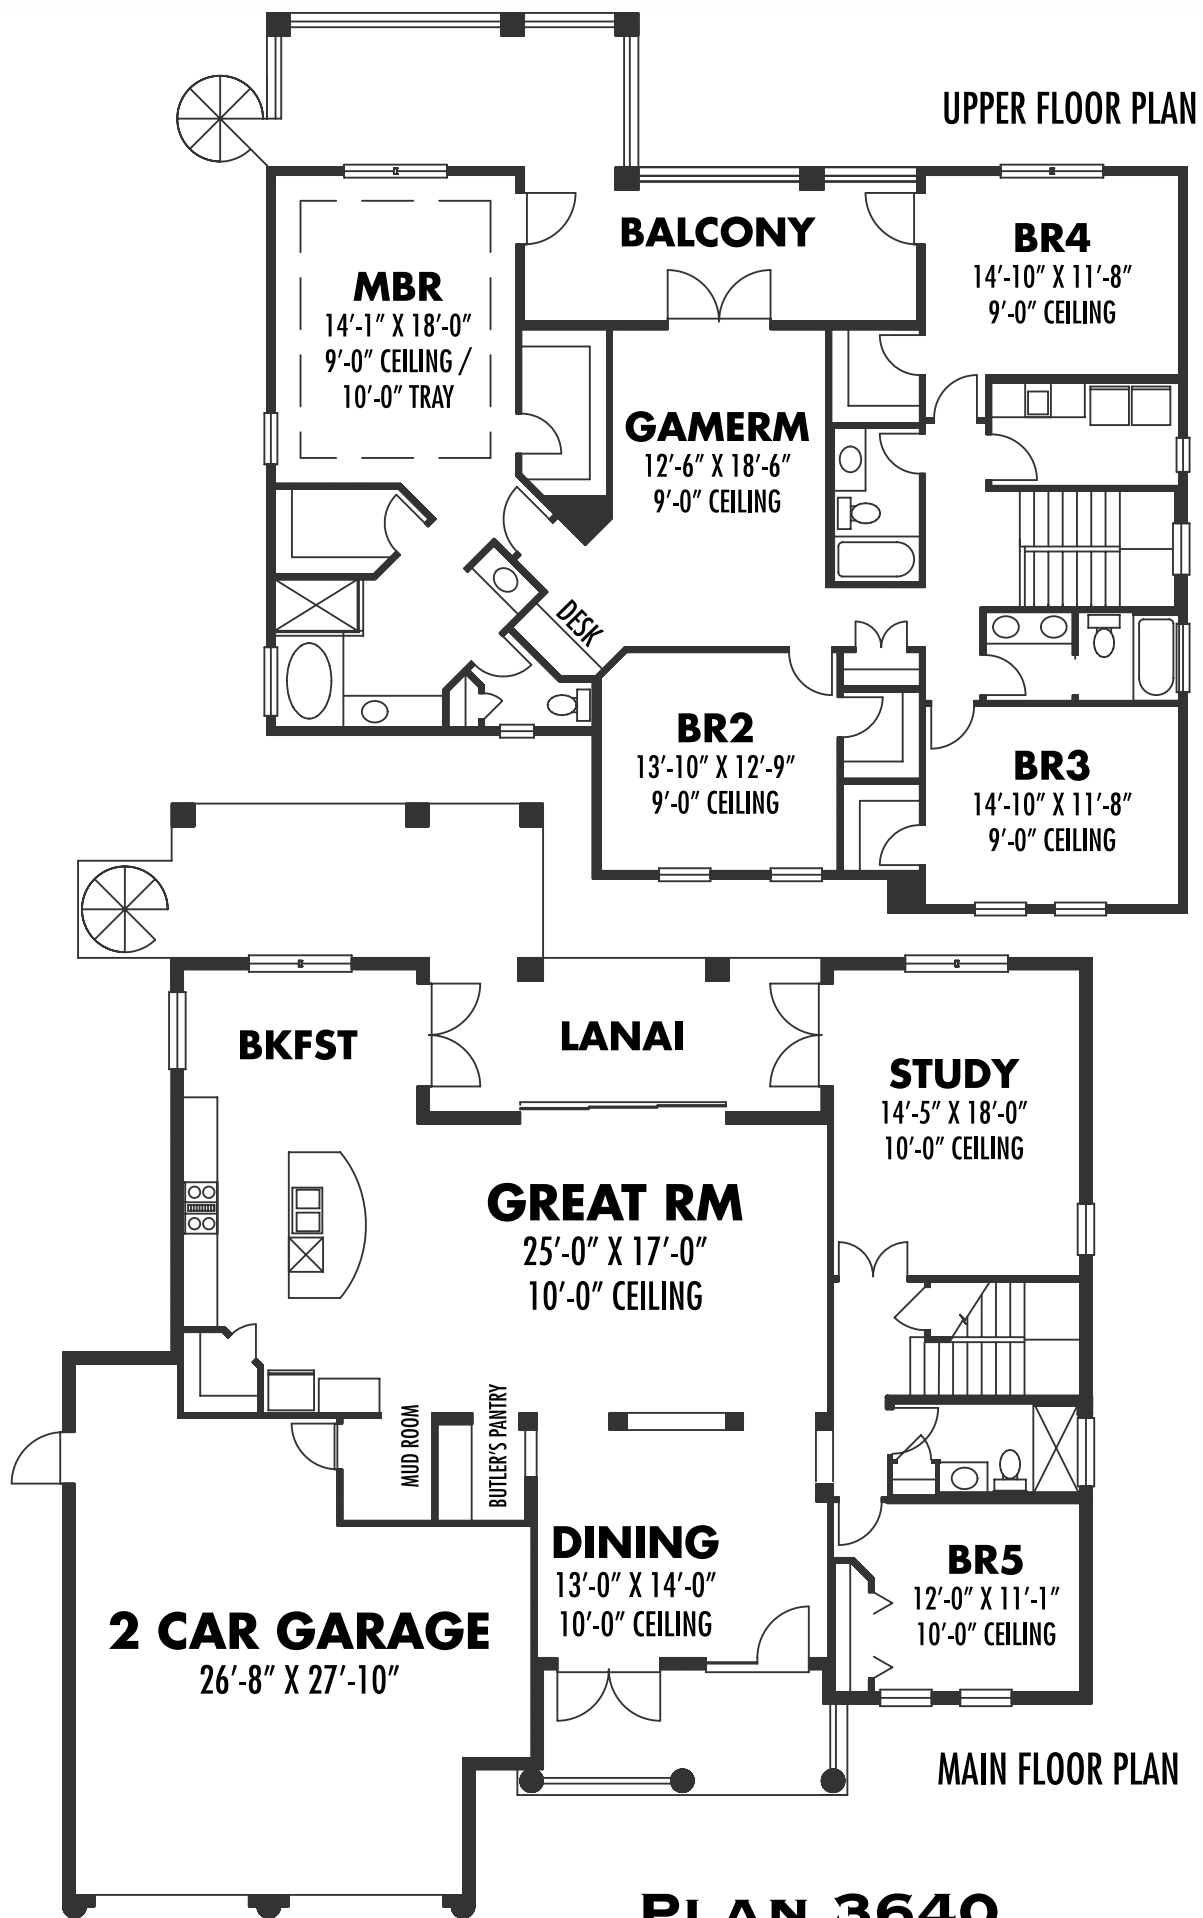 UPPER FLOOR PLAN
BALCONY
BR4
14'-10" X 11'-8"
9'-0" CEILING
MBR
14'-1" X 18'-0"
9'-0" CEILING /
10'-0" TRAY
GAMERM
12'-6" X 18'-6"
9'-0" CEILING
DESK
BR2
13'-10" X 12'-9"
9'-0" CEILING
BR3
14'-10" X 11'-8"
9'-0" CEILING
BKFST
LANAI
STUDY
14'-5" X 18'-0"
10'-0" CEILING
GREAT RM
25'-0" X 17'-0"
10'-0" CEILING
MUD ROOM
BUTLER'S PANTRY
DINING
13'-0" X 14'-0"
10'-0" CEILING
BR5
12'-0" X 11'-1"
10'-0" CEILING
2 CAR GARAGE
26'-8" X 27'-10"
MAIN FLOOR PLAN
PLAN 3640